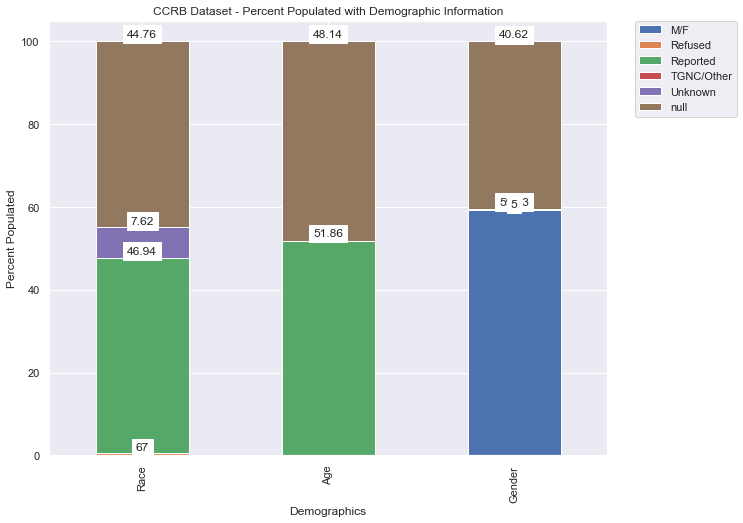 CCRB Dataset - Percent Populated with Demographic Information
44.76
48.14
40.62
M/F
Refused
Reported
TGNC/Other
Unknown
null
100
80
60
40
20
0
7.62
46.94
67
51.86
Percent Populated
Race
Age
Gender
Demographics